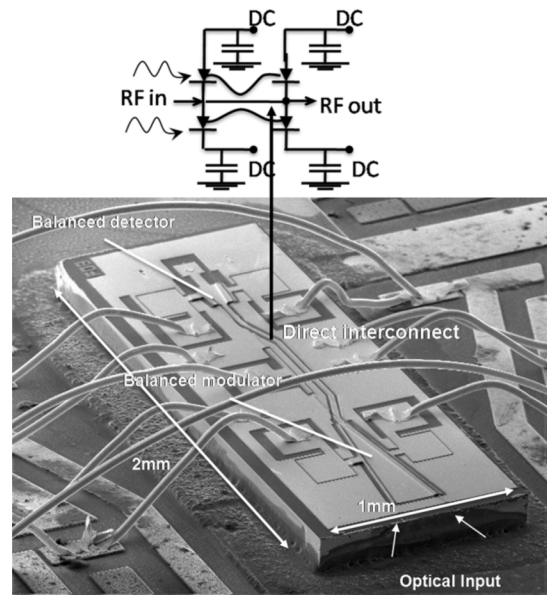 DC
DC
RF in
RF out
DC
DC
Balanced detector
Direct interconnect
Balanced modulator
2mm
1mm
Optical Input